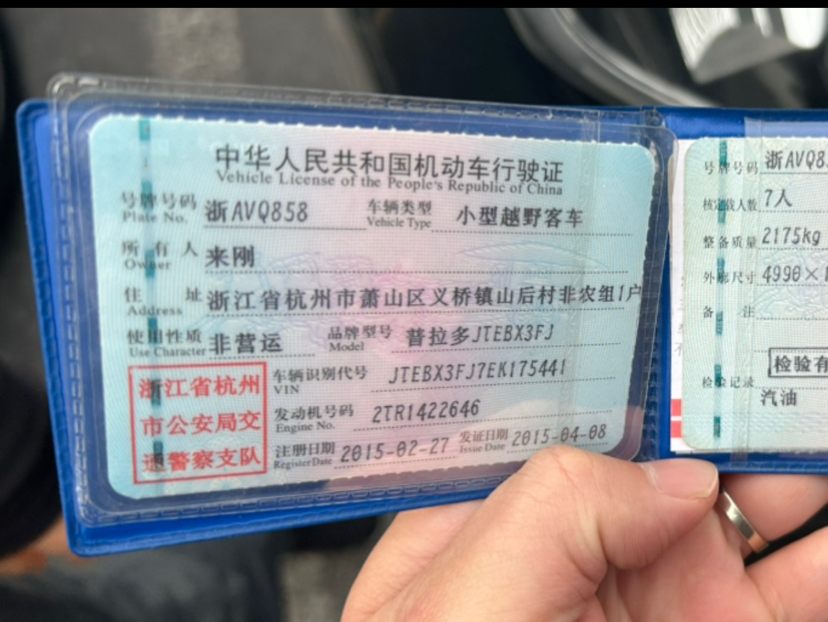 中华人民共和国机动车行驶证
Vehicle License of the People's Republic of China
号牌号码 浙AVQ858 车辆类型 小型越野客车
Plate No. Vehicle Type
所有人 来刚
Owner
住址 浙江省杭州市萧山区义桥镇山后村非农组1户
Address
使用性质 非营运 品牌型号 普拉多JTEBX3FJ
Use Character Model
浙江省杭州
市公安局交
通警察支队
车辆识别代号 JTEBX3FJ7EK175441
VIN
发动机号码 2TR1422646
Engine No.
注册日期 2015-02-27 发证日期 2015-04-08
Register Date Issue Date
号牌号码 浙AVQ85
核定载人数 7人
整备质量 2175kg
外廓尺寸 4990×
备注
检验有
检验记录
汽油